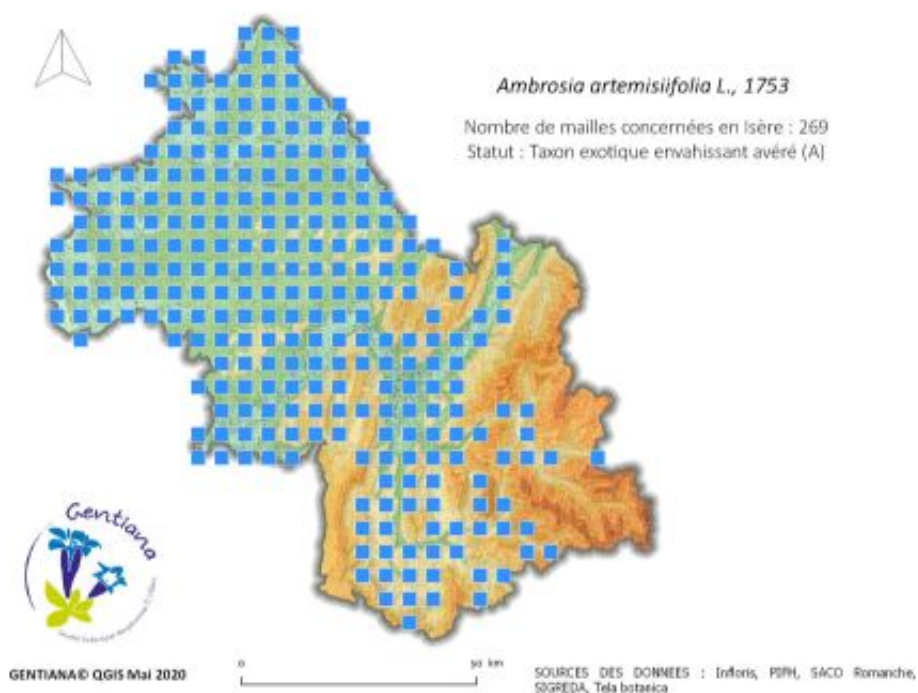 Ambrosia artemisiifolia L., 1753
Nombre de mailles concernées en Isère : 269
Statut : Taxon exotique envahissant avéré (A)
Gentiana
GENTIANA© QGIS Mai 2020
0
50 km
SOURCES DES DONNEES : Infloris, PIFH, SACO Romanche,
SIGREDA, Tela botanica